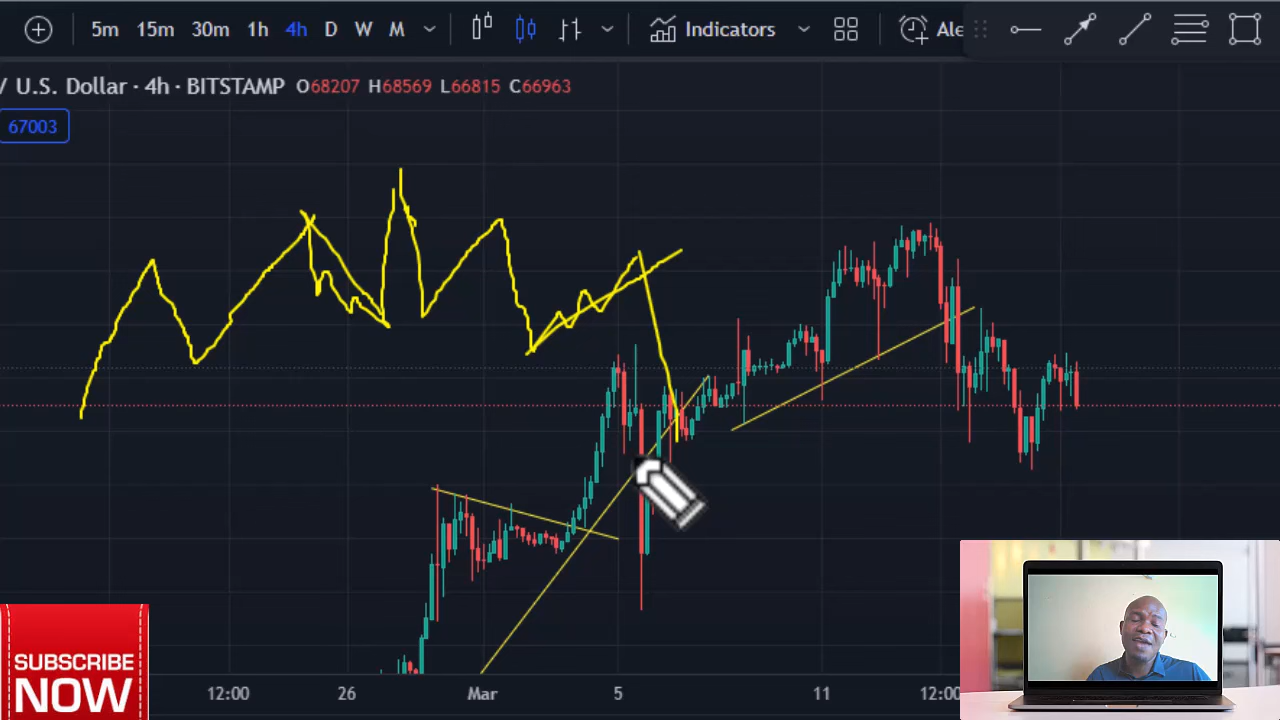 5m 15m 30m 1h 4h D W M Indicators Ale
/ U.S. Dollar · 4h · BITSTAMP O68207 H68569 L66815 C66963
67003
12:00 26 Mar 5 11 12:00
SUBSCRIBE
NOW